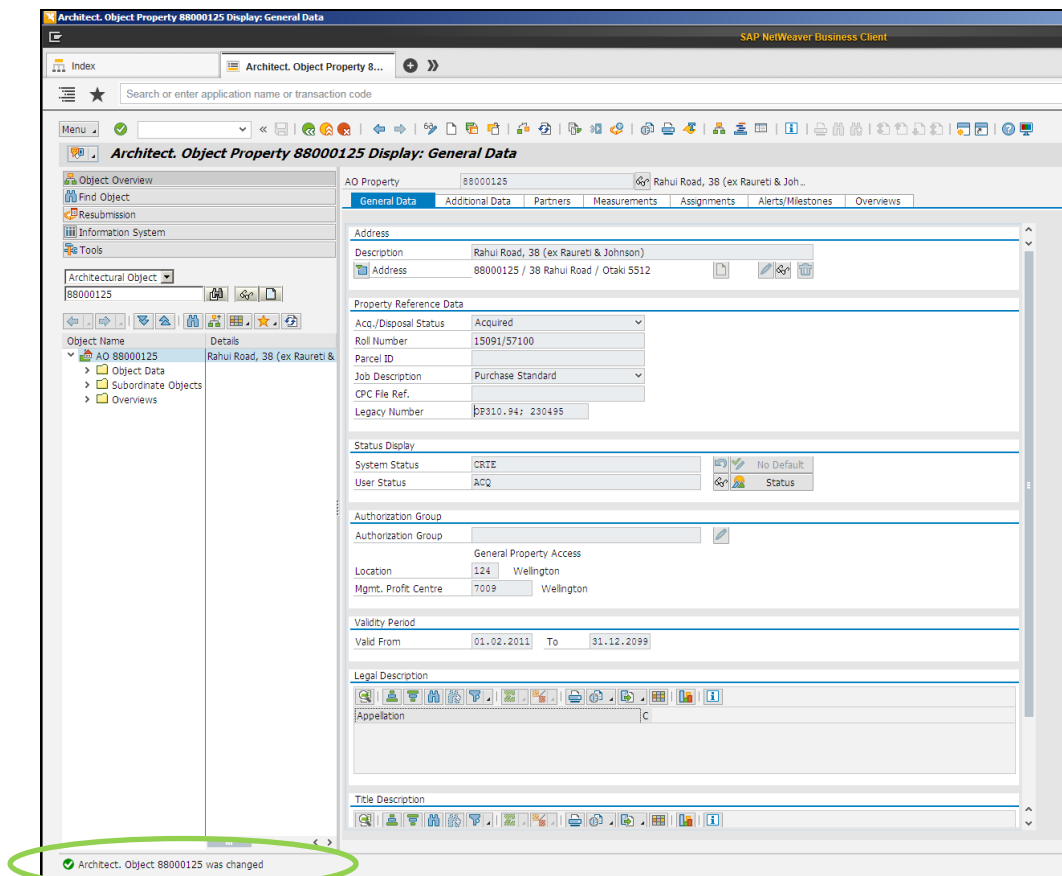 Architect. Object Property 88000125 Display: General Data
SAP NetWeaver Business Client
Index
Architect. Object Property 8...
Search or enter application name or transaction code
Menu
Architect. Object Property 88000125 Display: General Data
Object Overview
Find Object
Resubmission
Information System
Tools
Architectural Object
88000125
Object Name Details
AO 88000125 Rahui Road, 38 (ex Raureti &
Object Data
Subordinate Objects
Overviews
AO Property 88000125 Rahui Road, 38 (ex Raureti & Joh...
General Data Additional Data Partners Measurements Assignments Alerts/Milestones Overviews
Address
Description Rahui Road, 38 (ex Raureti & Johnson)
Address 88000125 / 38 Rahui Road / Otaki 5512
Property Reference Data
Acq./Disposal Status Acquired
Roll Number 15091/57100
Parcel ID
Job Description Purchase Standard
CPC File Ref.
Legacy Number OP310.94; 230495
Status Display
System Status CRTE No Default
User Status ACQ Status
Authorization Group
Authorization Group
General Property Access
Location 124 Wellington
Mgmt. Profit Centre 7009 Wellington
Validity Period
Valid From 01.02.2011 To 31.12.2099
Legal Description
Appellation C
Title Description
Architect. Object 88000125 was changed